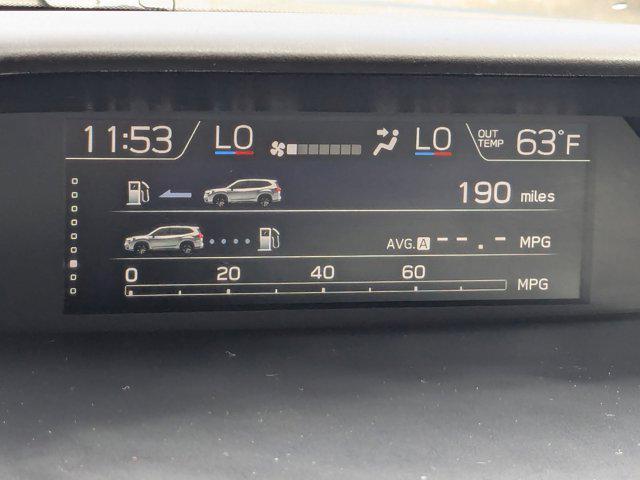 11:53 LO LO OUT TEMP 63°F
190 miles
AVG. A --.- MPG
0 20 40 60
MPG